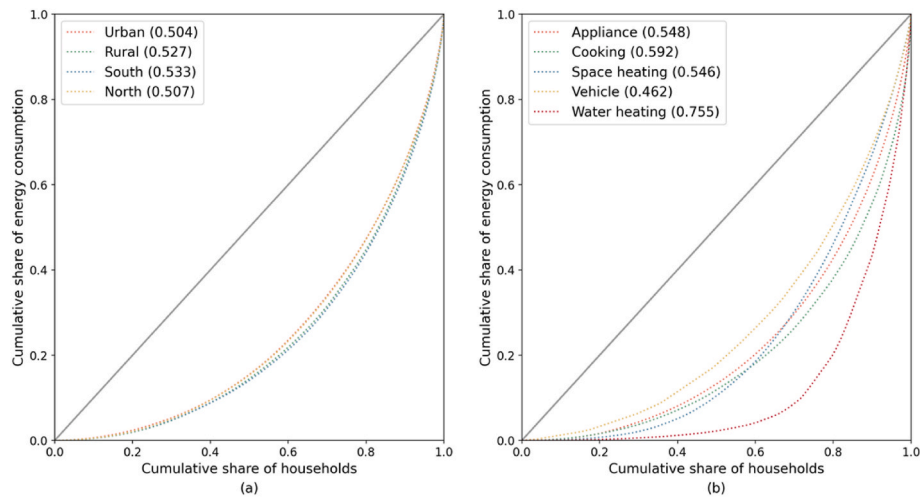 1.0
0.8
0.6
0.4
0.2
0.0
Cumulative share of energy consumption
Urban (0.504)
Rural (0.527)
South (0.533)
North (0.507)
0.0 0.2 0.4 0.6 0.8 1.0
Cumulative share of households
(a)
1.0
0.8
0.6
0.4
0.2
0.0
Cumulative share of energy consumption
Appliance (0.548)
Cooking (0.592)
Space heating (0.546)
Vehicle (0.462)
Water heating (0.755)
0.0 0.2 0.4 0.6 0.8 1.0
Cumulative share of households
(b)